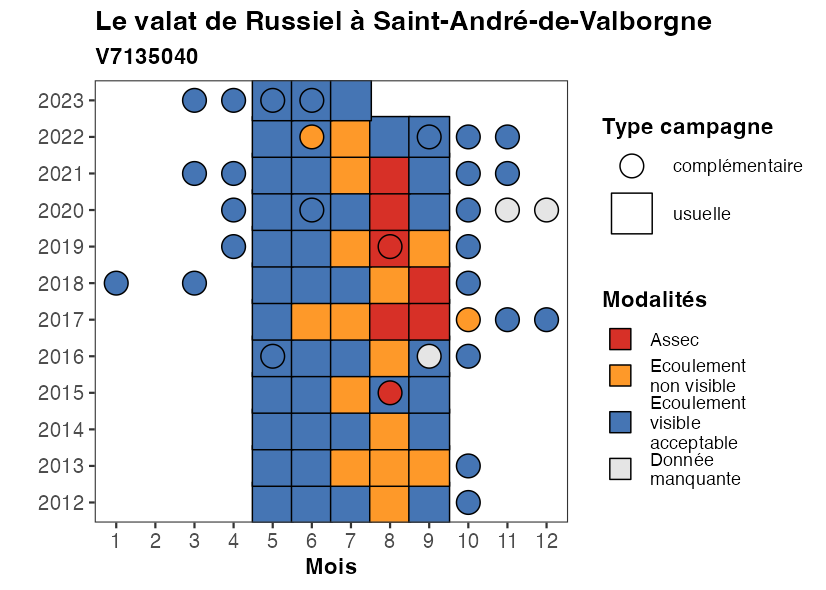 Le valat de Russiel à Saint-André-de-Valborgne
V7135040
2023
2022
2021
2020
2019
2018
2017
2016
2015
2014
2013
2012
1 2 3 4 5 6 7 8 9 10 11 12
Mois
Type campagne
complémentaire
usuelle
Modalités
Assec
Ecoulement
non visible
Ecoulement
visible
acceptable
Donnée
manquante